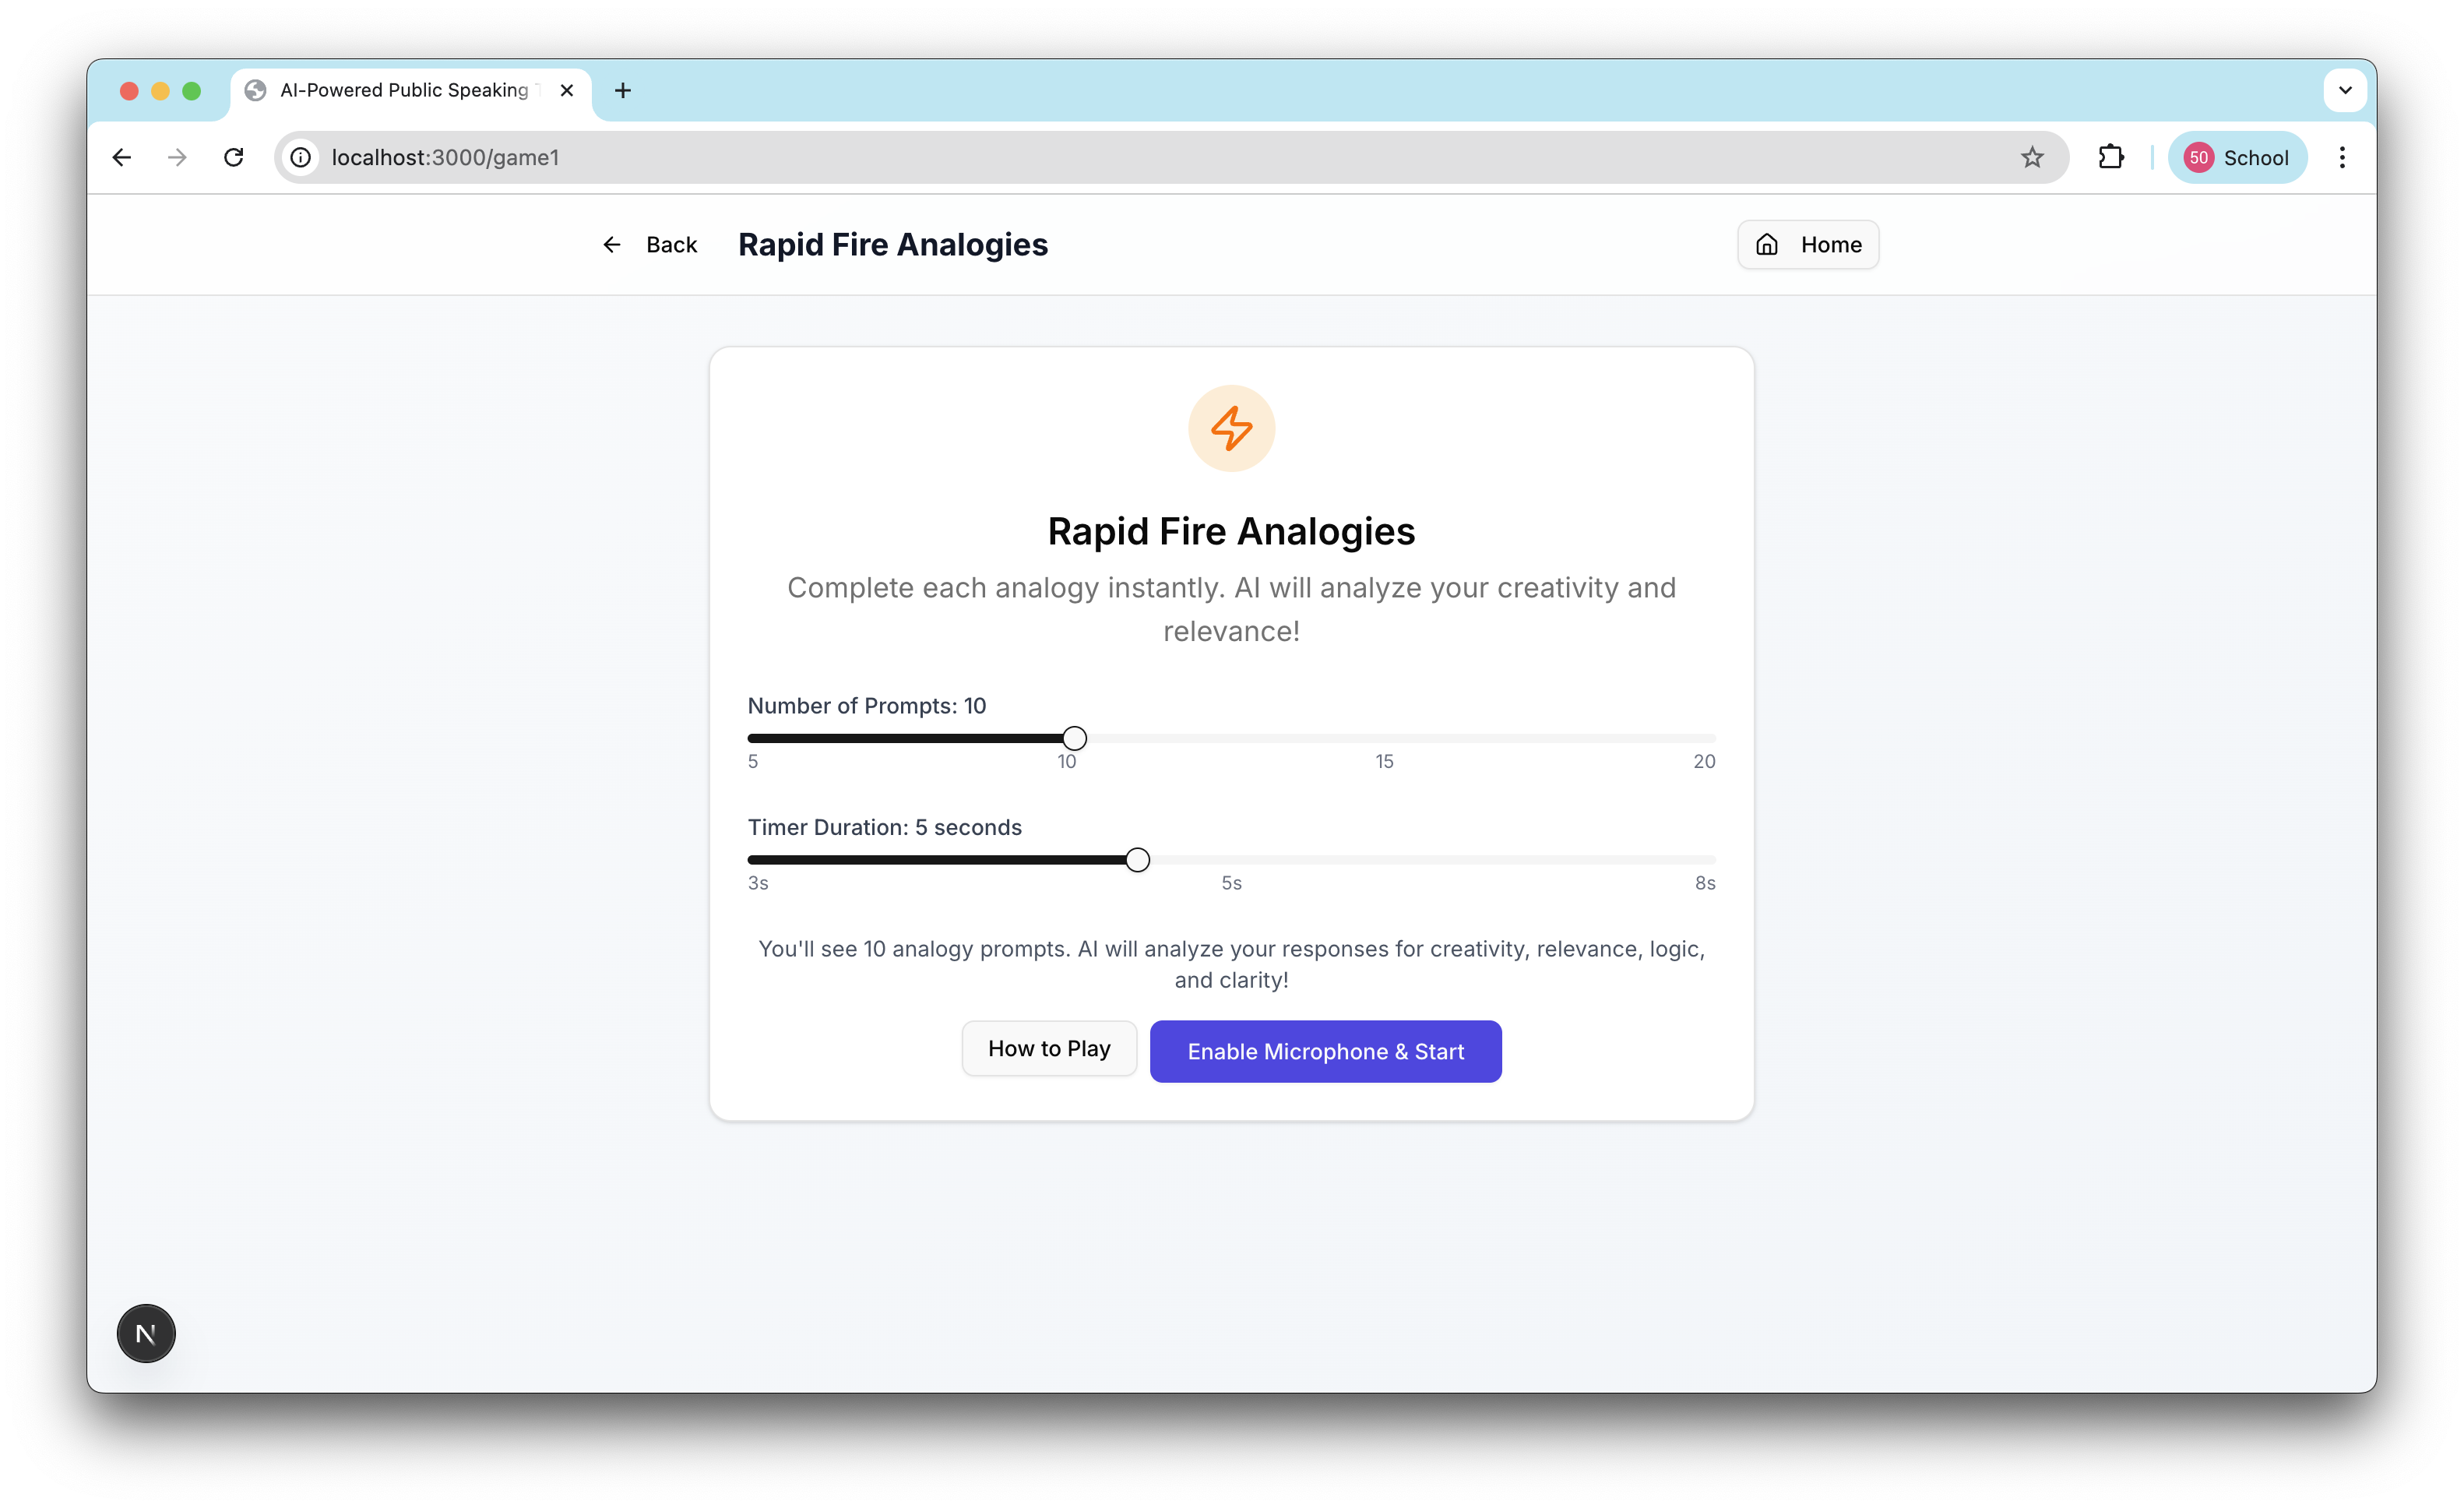 AI-Powered Public Speaking
localhost:3000/game1
50 School
Back Rapid Fire Analogies Home
Rapid Fire Analogies
Complete each analogy instantly. AI will analyze your creativity and
relevance!
Number of Prompts: 10
5 10 15 20
Timer Duration: 5 seconds
3s 5s 8s
You'll see 10 analogy prompts. AI will analyze your responses for creativity, relevance, logic,
and clarity!
How to Play Enable Microphone & Start
N